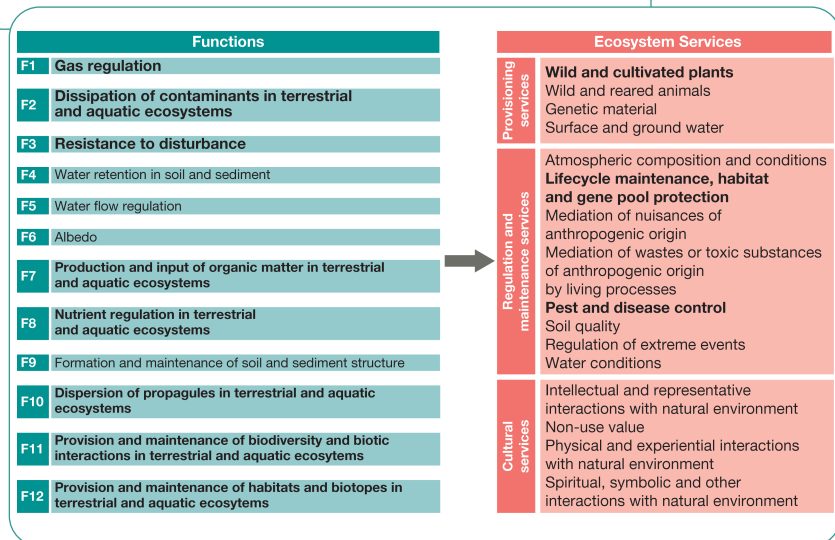 Functions
F1 Gas regulation
F2 Dissipation of contaminants in terrestrial
and aquatic ecosystems
F3 Resistance to disturbance
F4 Water retention in soil and sediment
F5 Water flow regulation
F6 Albedo
F7 Production and input of organic matter in terrestrial
and aquatic ecosystems
F8 Nutrient regulation in terrestrial
and aquatic ecosystems
F9 Formation and maintenance of soil and sediment structure
F10 Dispersion of propagules in terrestrial and aquatic
ecosystems
F11 Provision and maintenance of biodiversity and biotic
interactions in terrestrial and aquatic ecosytems
F12 Provision and maintenance of habitats and biotopes in
terrestrial and aquatic ecosytems
Ecosystem Services
Provisioning
services
Wild and cultivated plants
Wild and reared animals
Genetic material
Surface and ground water
Regulation and
maintenance services
Atmospheric composition and conditions
Lifecycle maintenance, habitat
and gene pool protection
Mediation of nuisances of
anthropogenic origin
Mediation of wastes or toxic substances
of anthropogenic origin
by living processes
Pest and disease control
Soil quality
Regulation of extreme events
Water conditions
Cultural
services
Intellectual and representative
interactions with natural environment
Non-use value
Physical and experiential interactions
with natural environment
Spiritual, symbolic and other
interactions with natural environment